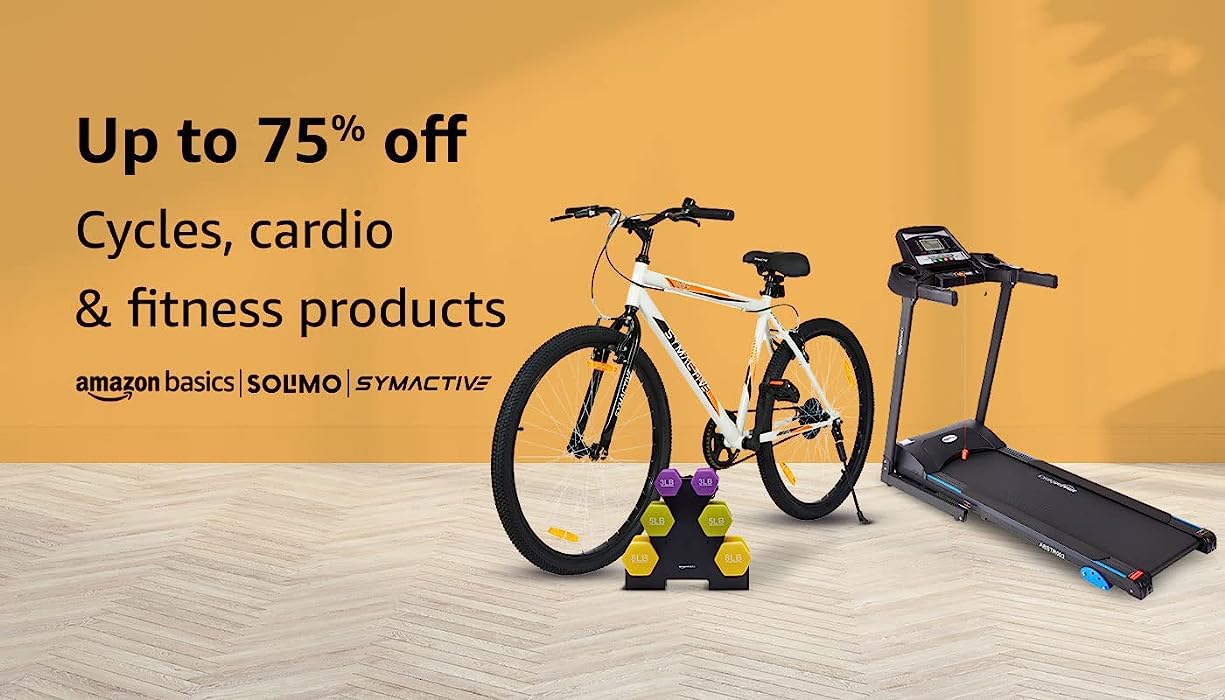 Up to 75% off
Cycles, cardio
& fitness products
amazon basics | SOLIMO | SYMACTIVE
SYMACTIVE
SYMACTIVE
3LB 3LB
5LB 5LB
8LB 8LB